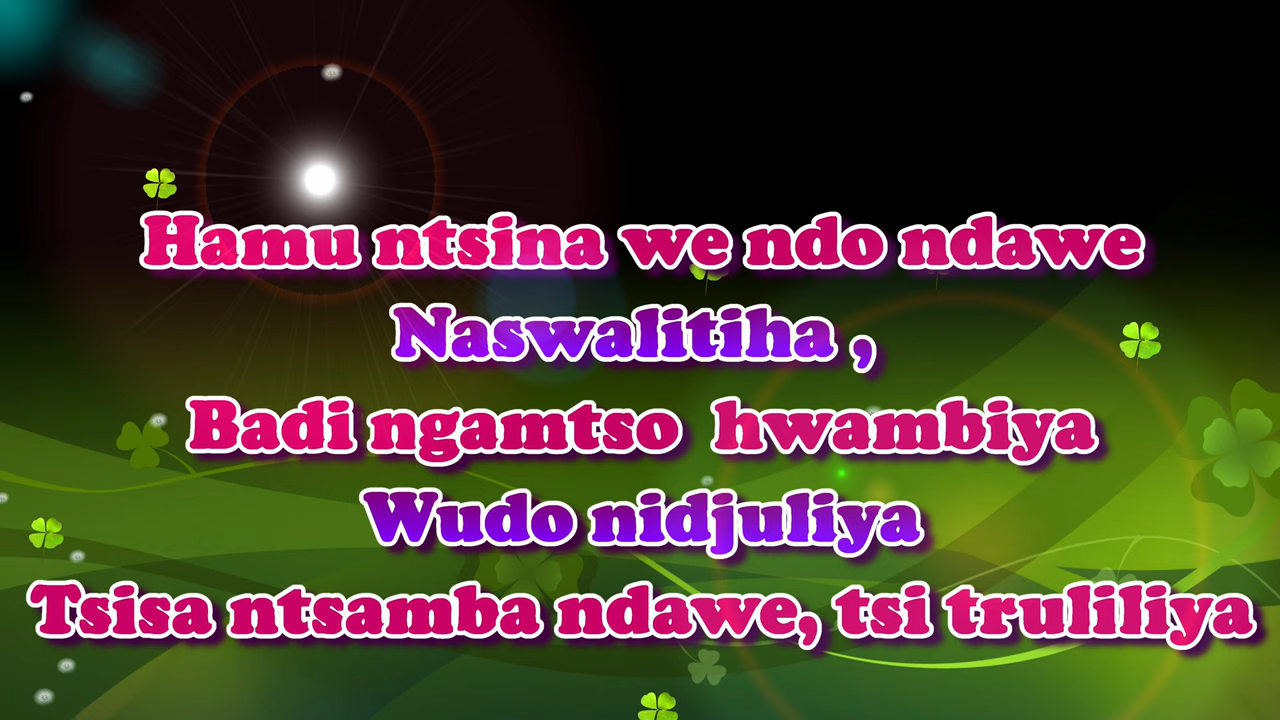 Hamu ntsina we ndo ndawe
Naswalitiha ,
Badi ngamtso hwambiya
Wudo nidjuliya
Tsisa ntsamba ndawe, tsi truliliya